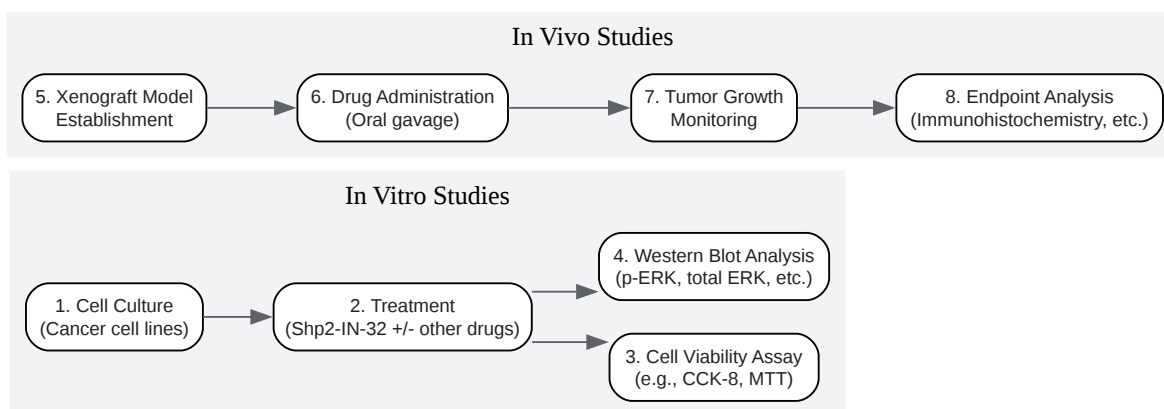 In Vivo Studies
5. Xenograft Model
Establishment
6. Drug Administration
(Oral gavage)
7. Tumor Growth
Monitoring
8. Endpoint Analysis
(Immunohistochemistry, etc.)
In Vitro Studies
1. Cell Culture
(Cancer cell lines)
2. Treatment
(Shp2-IN-32 +/- other drugs)
4. Western Blot Analysis
(p-ERK, total ERK, etc.)
3. Cell Viability Assay
(e.g., CCK-8, MTT)